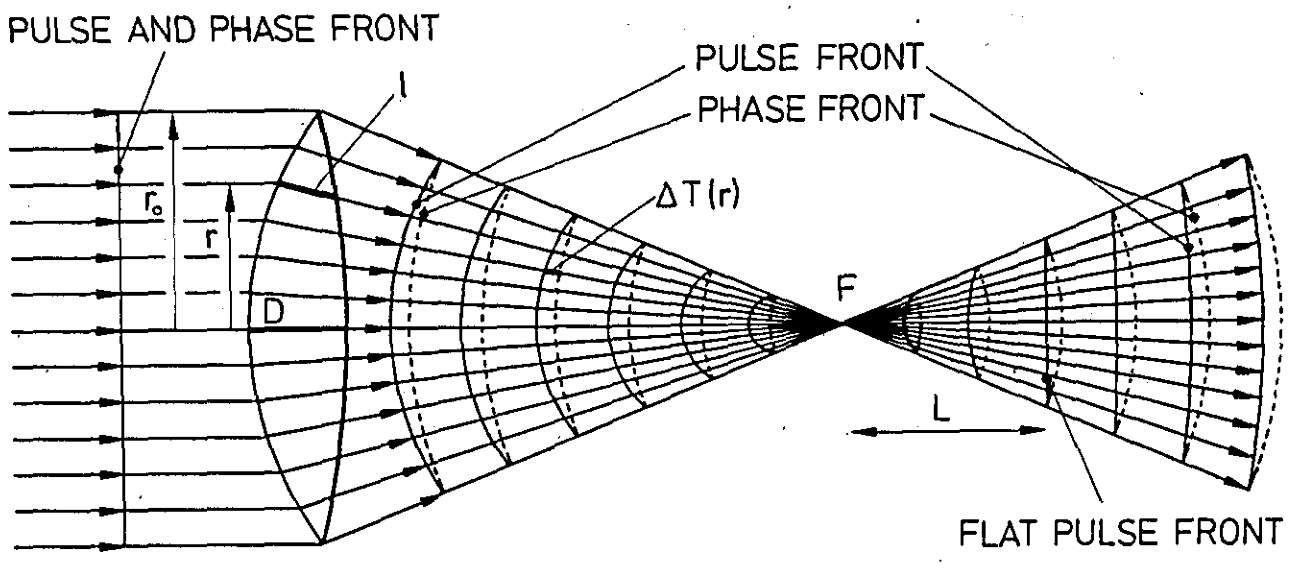 PULSE AND PHASE FRONT
PULSE FRONT
PHASE FRONT
l
r₀
r
ΔT(r)
D
F
L
FLAT PULSE FRONT